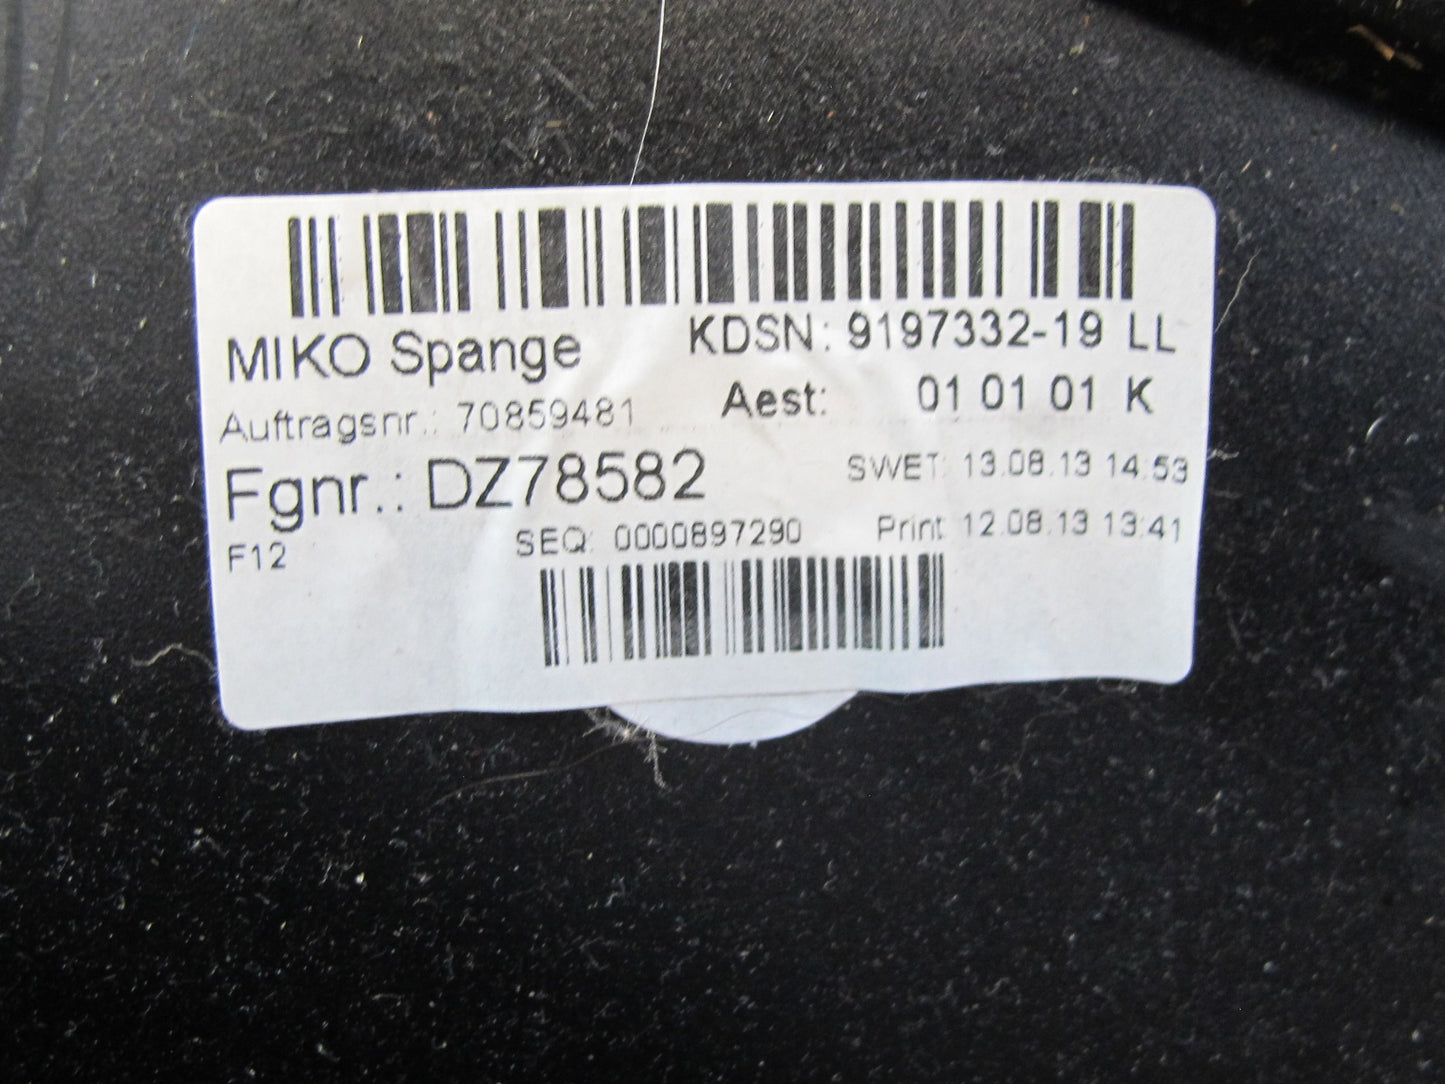 MIKO Spange KDSN: 9197332-19 LL
Auftragsnr.: 70859481 Aest: 01 01 01 K
Fgnr.: DZ78582 SWET: 13.08.13 14:53
F12 SEQ: 0000897290 Print: 12.08.13 13:41